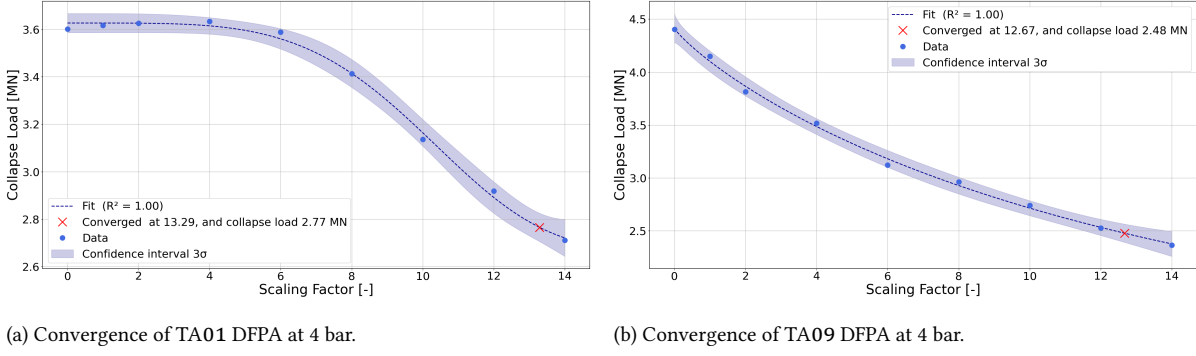 3.6
3.4
3.2
3.0
2.8
2.6
Collapse Load [MN]
Fit (R² = 1.00)
Converged at 13.29, and collapse load 2.77 MN
Data
Confidence interval 3σ
0 2 4 6 8 10 12 14
Scaling Factor [-]
(a) Convergence of TA01 DFPA at 4 bar.
4.5
4.0
3.5
3.0
2.5
Collapse Load [MN]
Fit (R² = 1.00)
Converged at 12.67, and collapse load 2.48 MN
Data
Confidence interval 3σ
0 2 4 6 8 10 12 14
Scaling Factor [-]
(b) Convergence of TA09 DFPA at 4 bar.